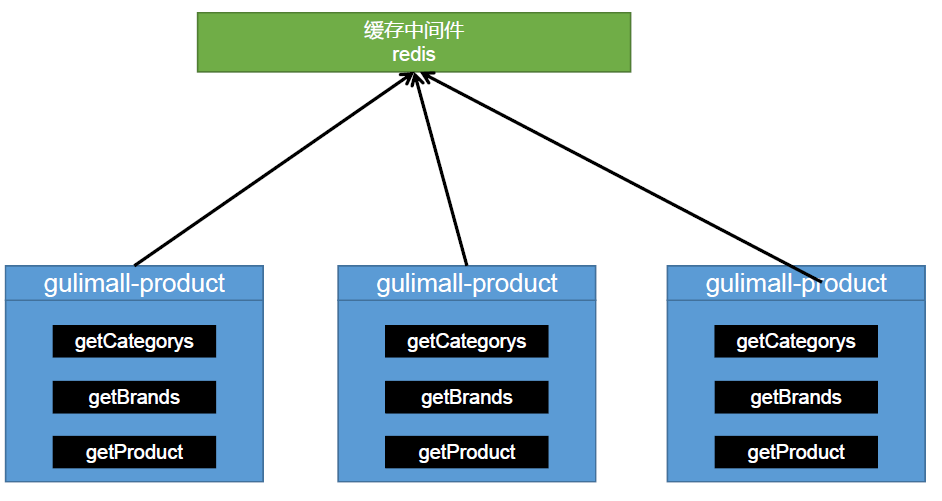 缓存中间件
redis
gulimall-product
getCategorys
getBrands
getProduct
gulimall-product
getCategorys
getBrands
getProduct
gulimall-product
getCategorys
getBrands
getProduct